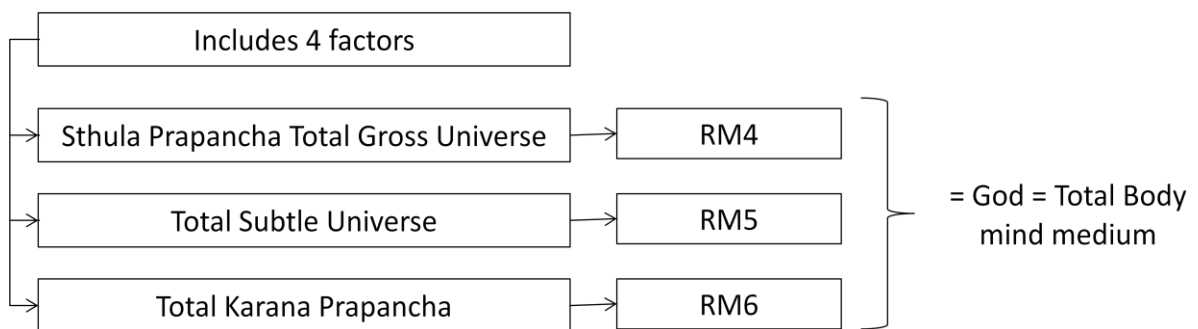 Includes 4 factors
Sthula Prapancha Total Gross Universe
RM4
Total Subtle Universe
RM5
= God = Total Body
mind medium
Total Karana Prapancha
RM6